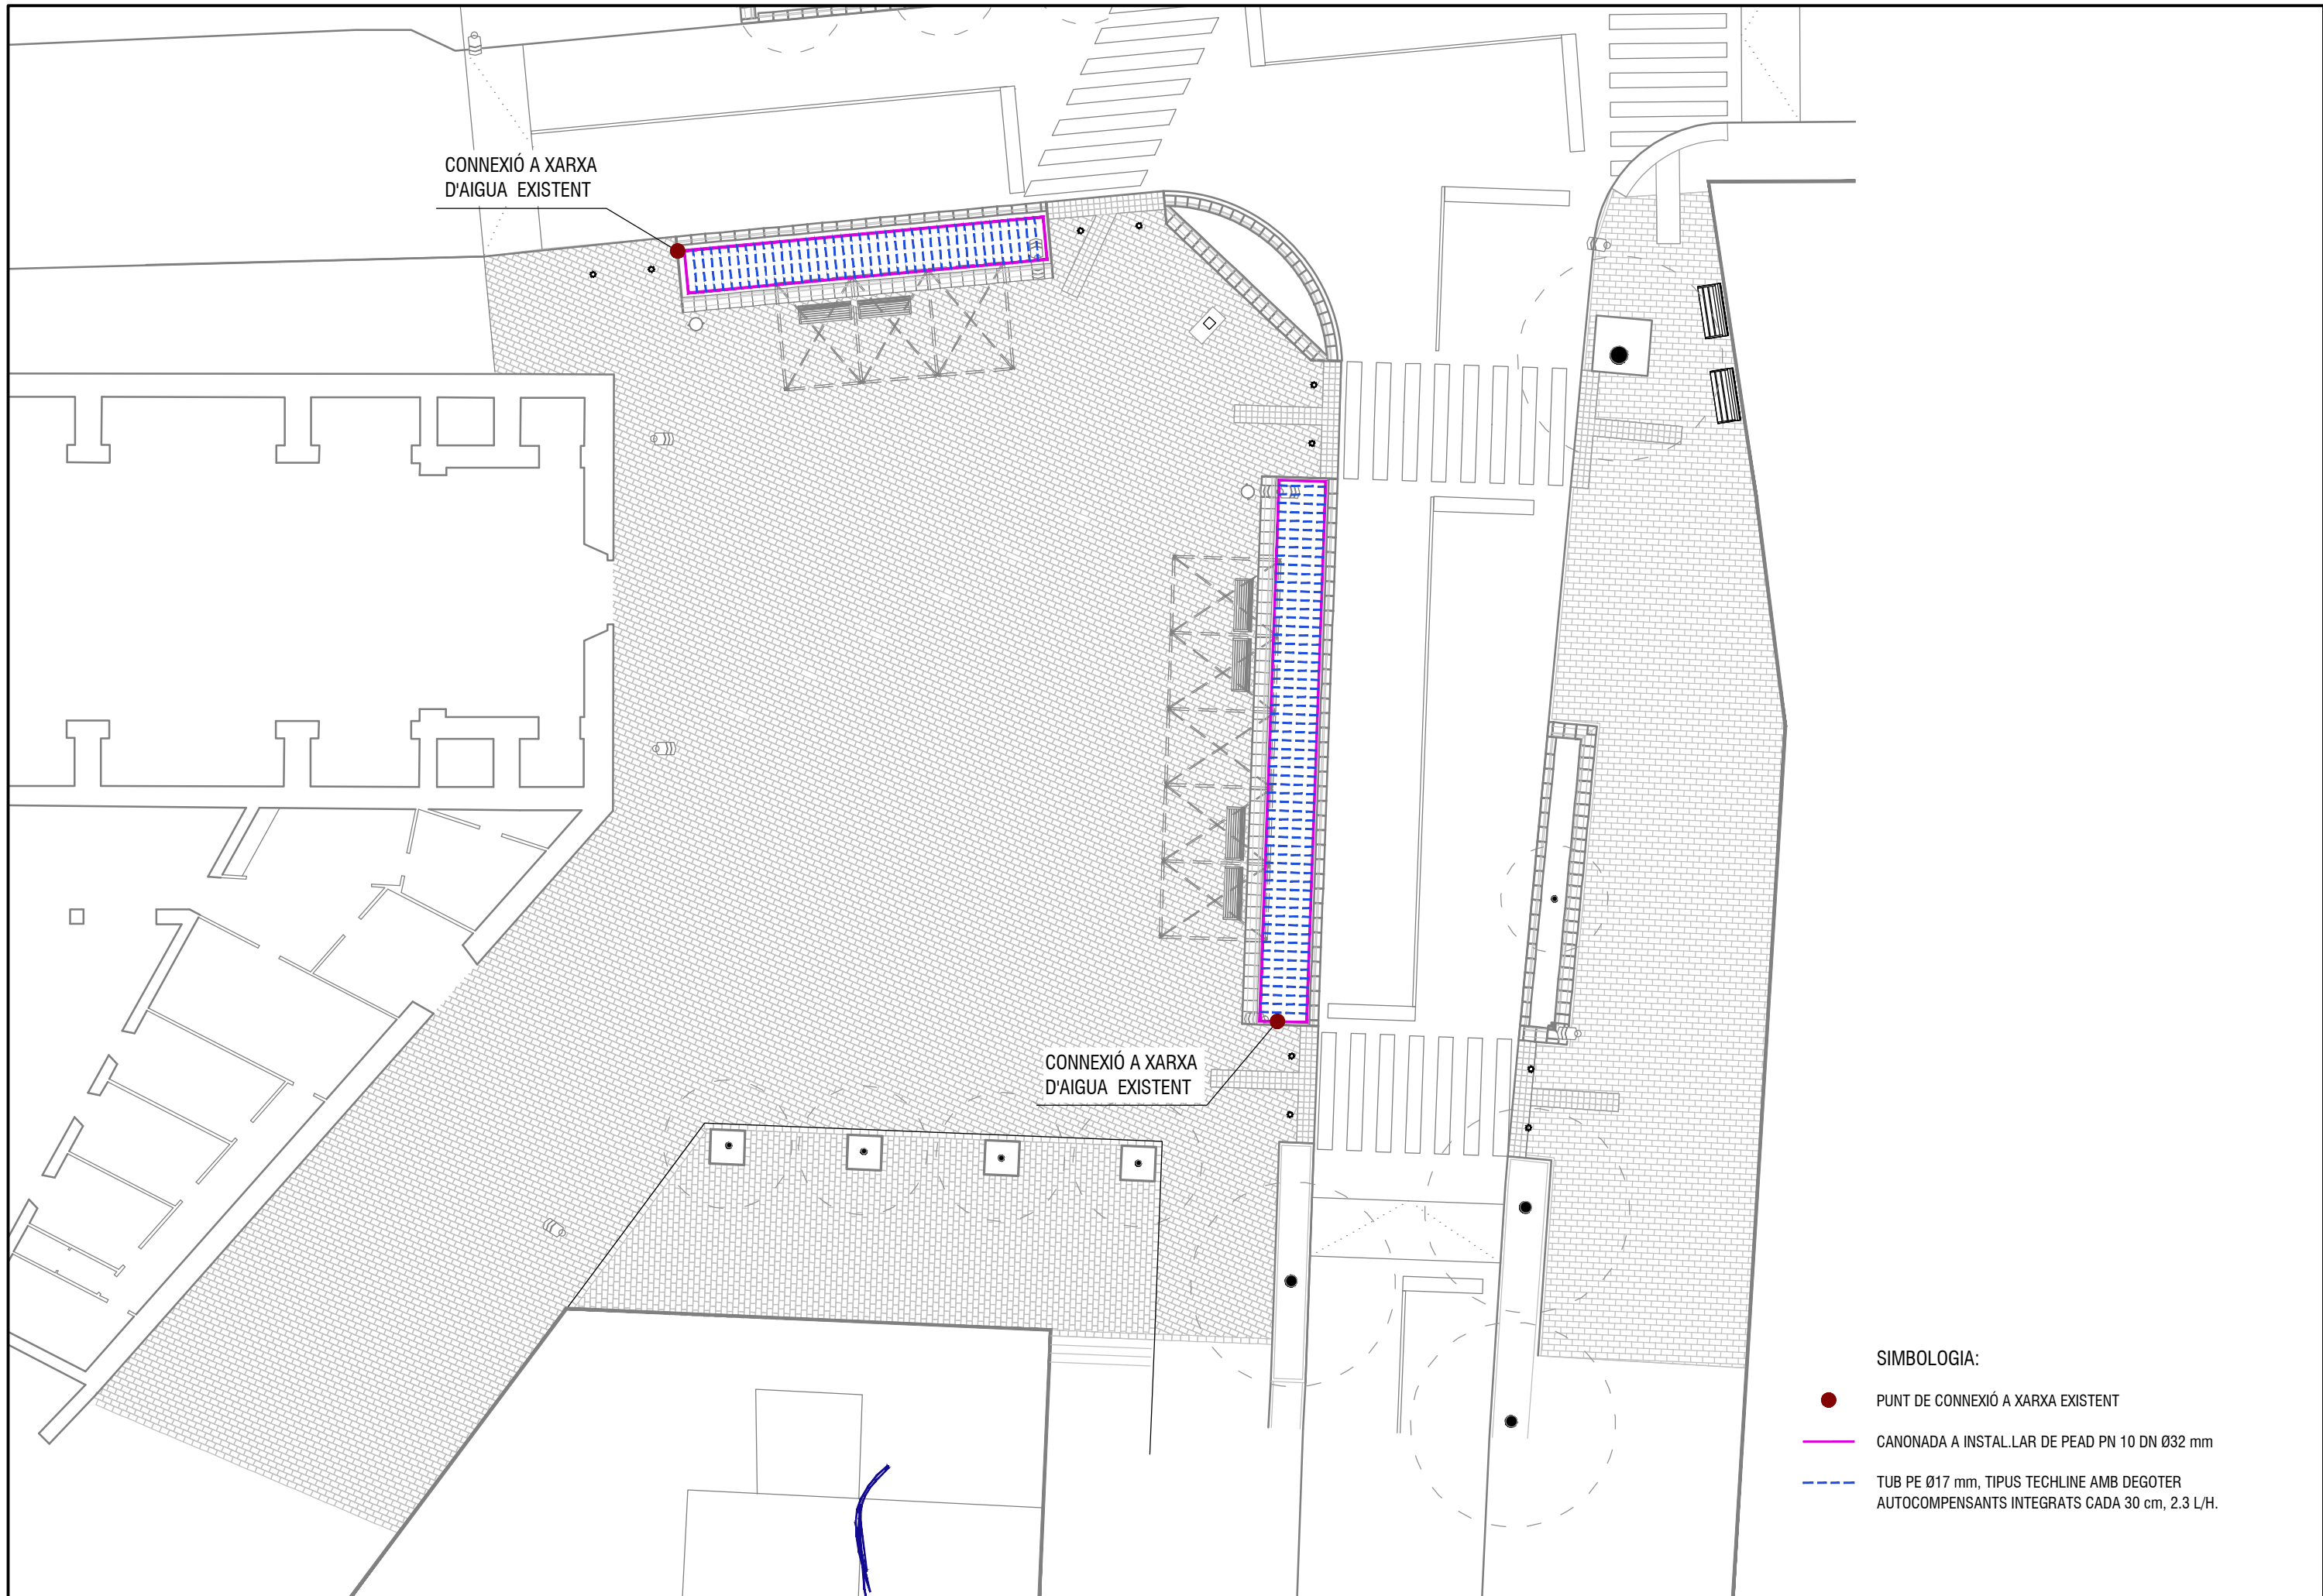 CONNEXIÓ A XARXA
D'AIGUA  EXISTENT
CONNEXIÓ A XARXA
D'AIGUA  EXISTENT
SIMBOLOGIA:
PUNT DE CONNEXIÓ A XARXA EXISTENT
CANONADA A INSTAL.LAR DE PEAD PN 10 DN Ø32 mm
TUB PE Ø17 mm, TIPUS TECHLINE AMB DEGOTER
AUTOCOMPENSANTS INTEGRATS CADA 30 cm, 2.3 L/H.